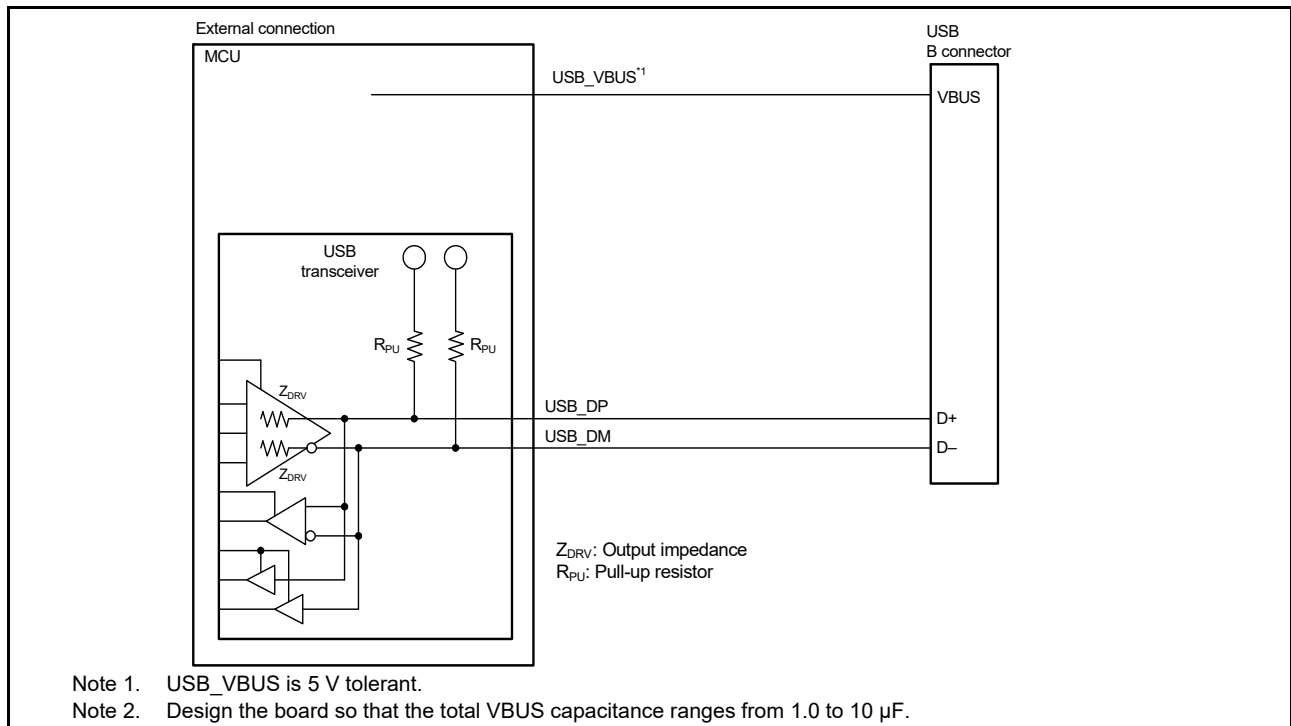 External connection
MCU
USB
B connector
USB_VBUS*1
VBUS
USB
transceiver
RPU
RPU
ZDRV
USB_DP
D+
USB_DM
D–
ZDRV
ZDRV: Output impedance
RPU: Pull-up resistor
Note 1. USB_VBUS is 5 V tolerant.
Note 2. Design the board so that the total VBUS capacitance ranges from 1.0 to 10 µF.